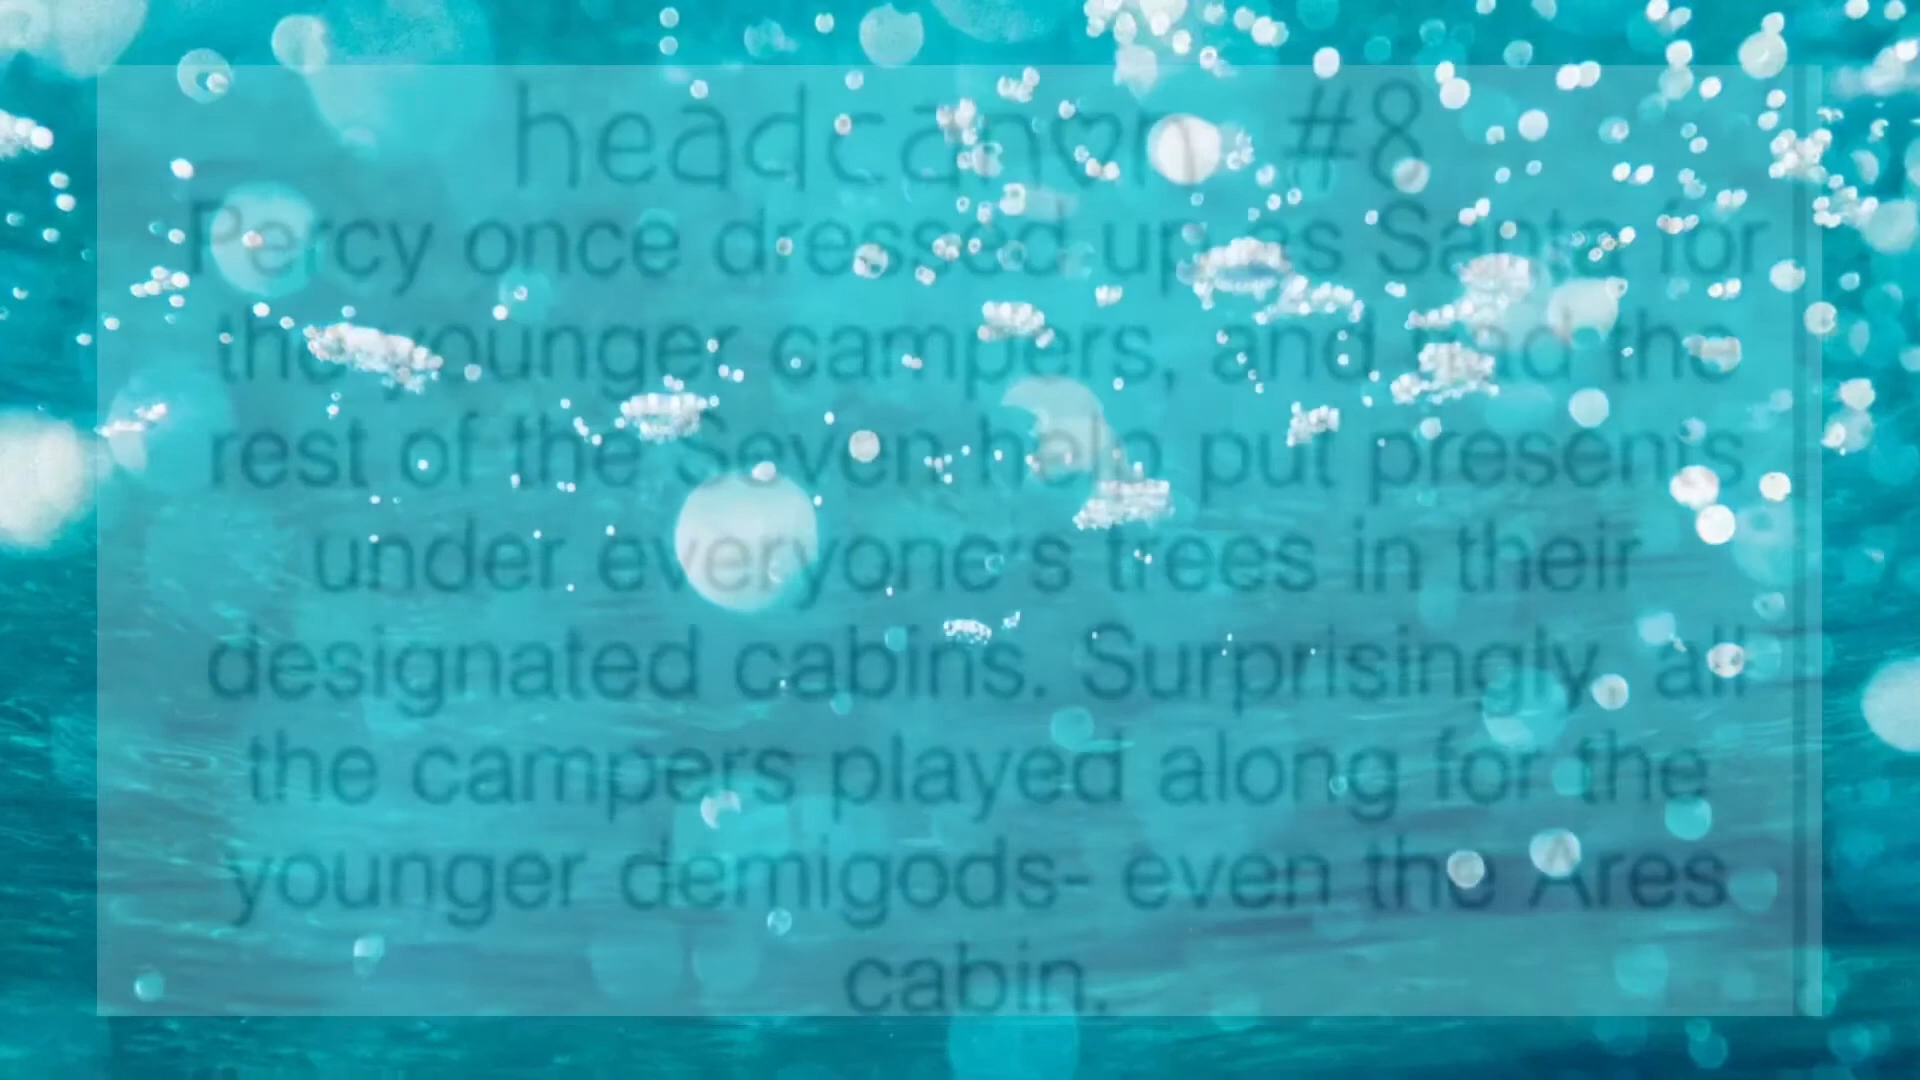 headcanon #8
Percy once dressed up as Santa for
the younger campers, and had the
rest of the Seven help put presents
under everyone's trees in their
designated cabins. Surprisingly, all
the campers played along for the
younger demigods- even the Ares
cabin.